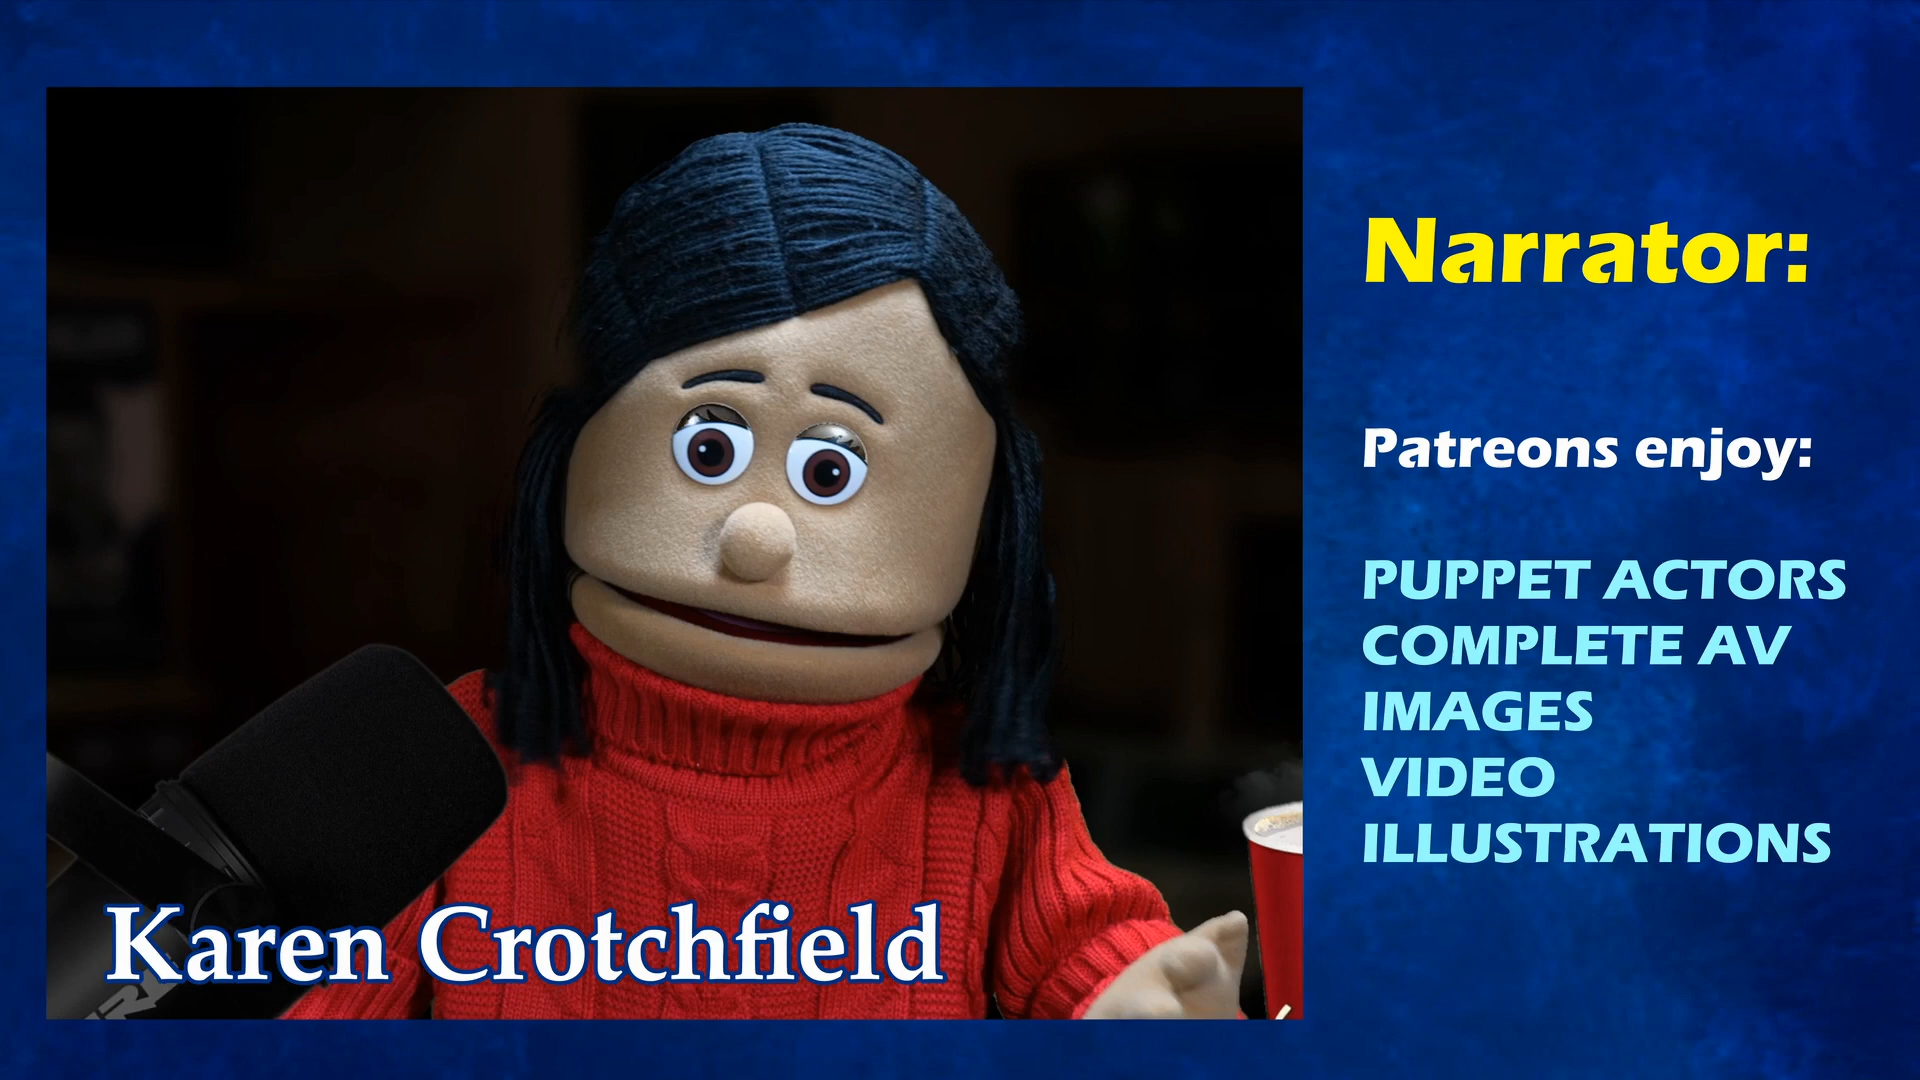 Narrator:
Patreons enjoy:
PUPPET ACTORS
COMPLETE AV
IMAGES
VIDEO
ILLUSTRATIONS
Karen Crotchfield